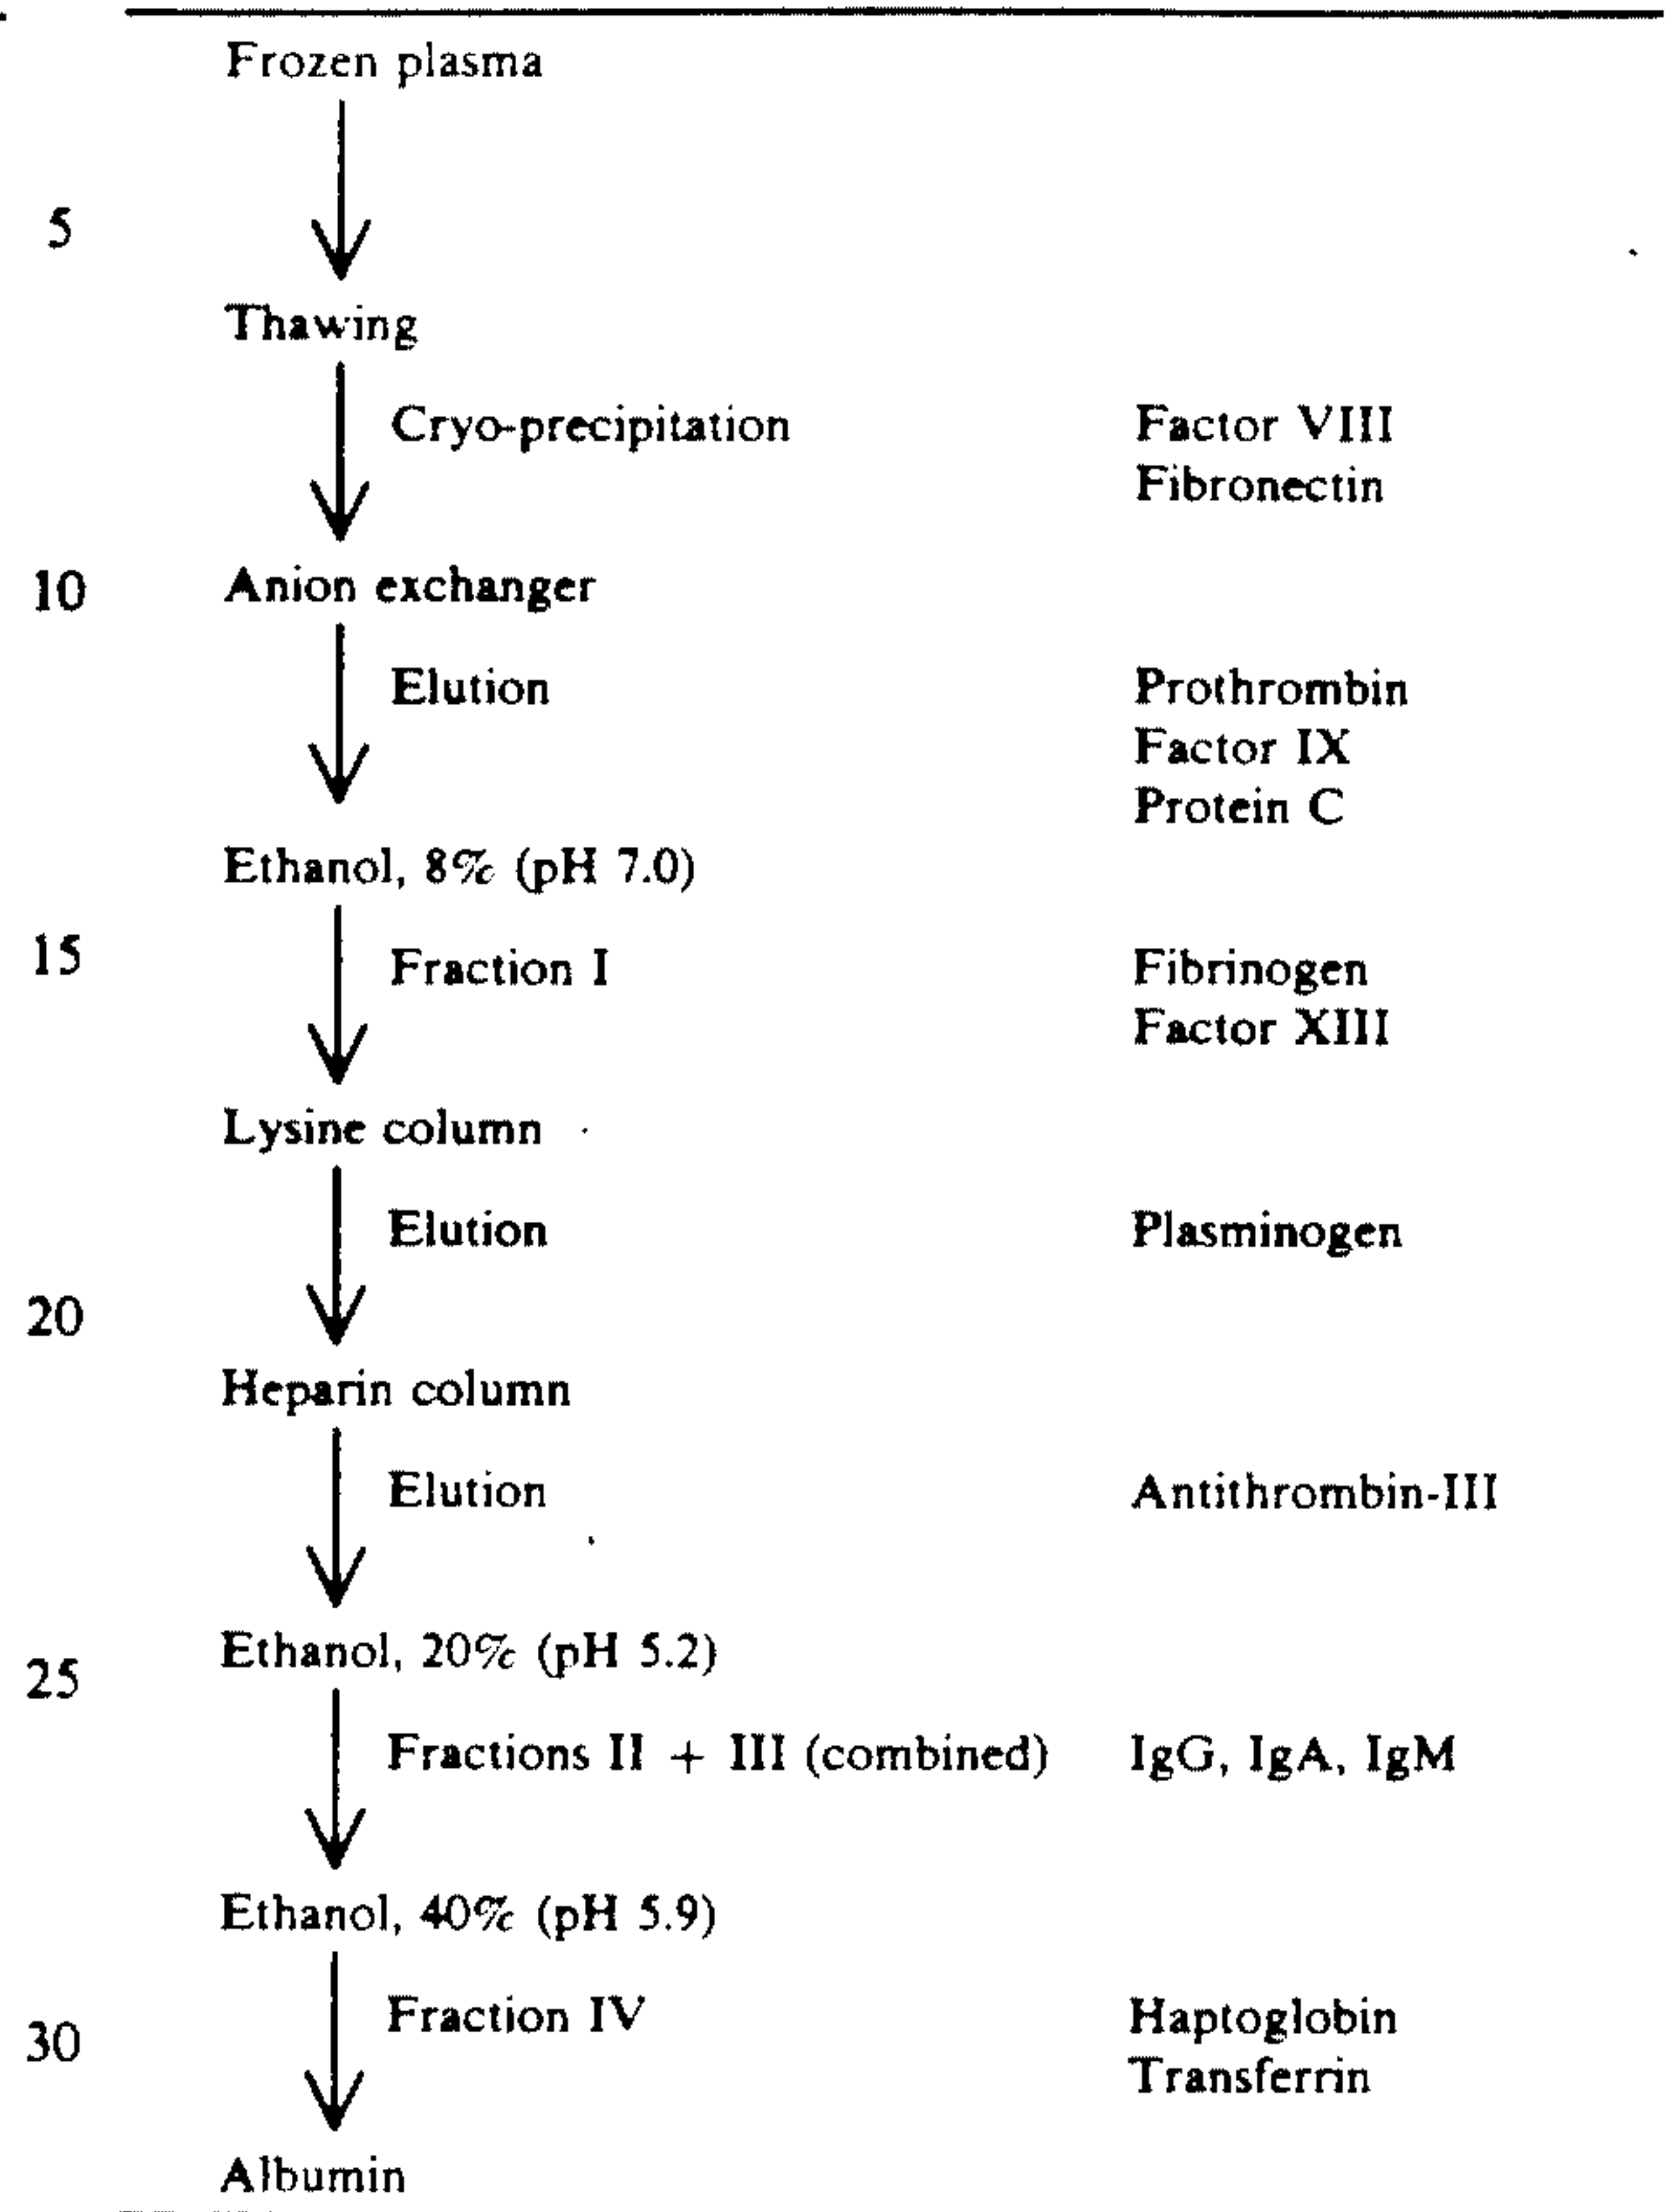 Frozen plasma
5
Thawing
Cryo-precipitation Factor VIII
Fibronectin
10 Anion exchanger
Elution Prothrombin
Factor IX
Protein C
Ethanol, 8% (pH 7.0)
15 Fraction I Fibrinogen
Factor XIII
Lysine column
Elution Plasminogen
20
Heparin column
Elution Antithrombin-III
Ethanol, 20% (pH 5.2)
25
Fractions II + III (combined) IgG, IgA, IgM
Ethanol, 40% (pH 5.9)
Fraction IV Haptoglobin
30
Transferrin
Albumin